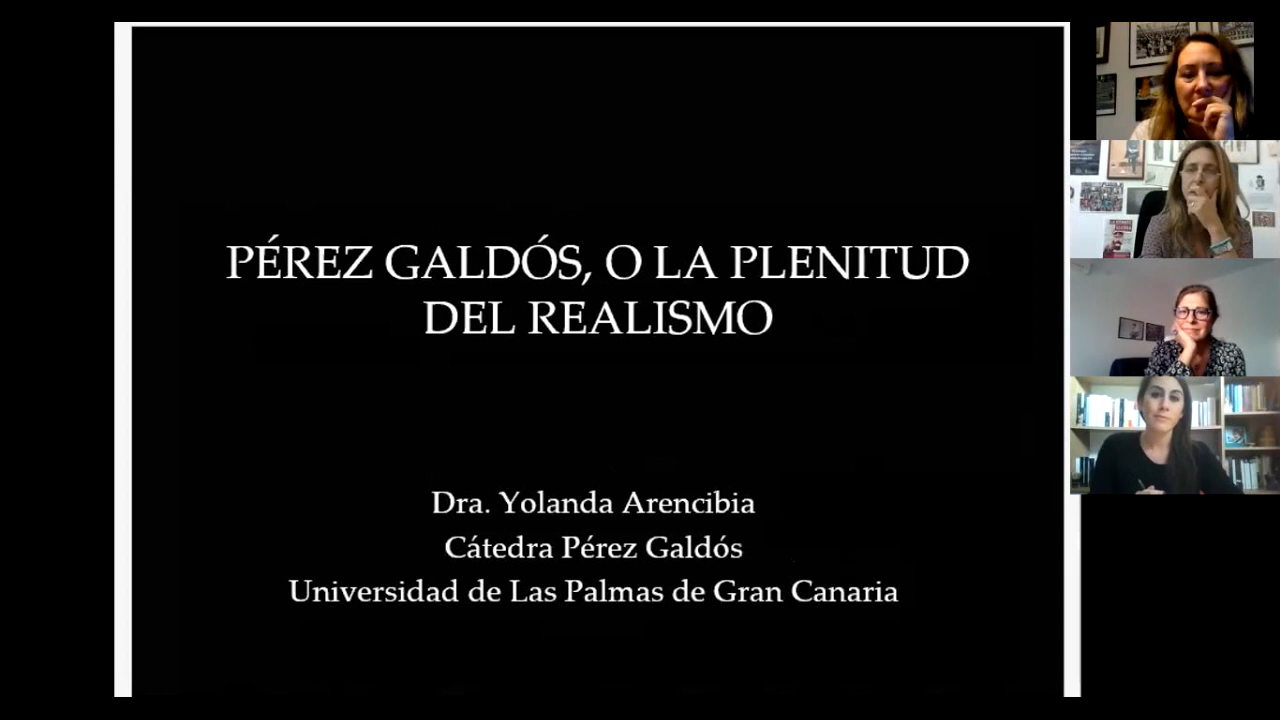 PÉREZ GALDÓS, O LA PLENITUD
DEL REALISMO
Dra. Yolanda Arencibia
Cátedra Pérez Galdós
Universidad de Las Palmas de Gran Canaria